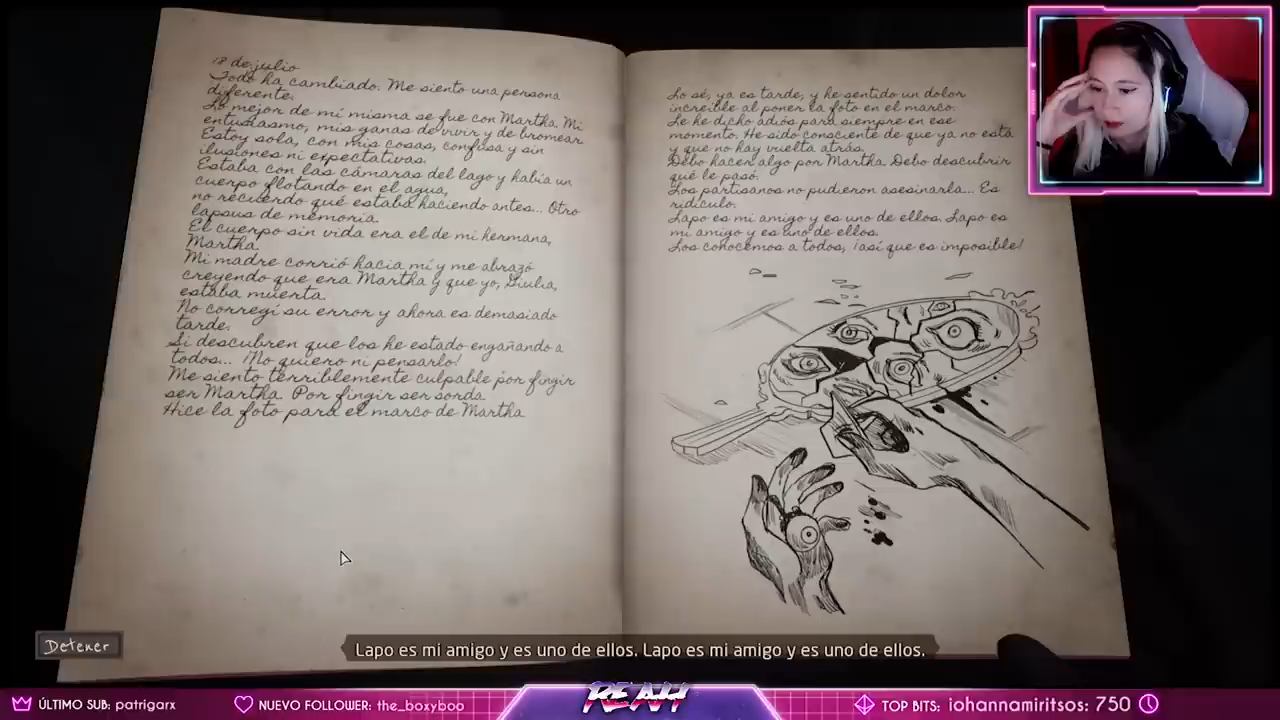 18 de julio
Todo ha cambiado. Me siento una persona
diferente.
Lo mejor de mí misma se fue con Martha. Mi
entusiasmo, mis ganas de vivir y de bromear.
Estoy sola, con mis cosas, confusa y sin
ilusiones ni expectativas.
Estaba con las cámaras del lago y había un
cuerpo flotando en el agua,
no recuerdo qué estaba haciendo antes... Otro
lapsus de memoria.
El cuerpo sin vida era el de mi hermana,
Martha.
Mi madre corrió hacia mí y me abrazó
creyendo que era Martha y que yo, Giulia,
estaba muerta.
No corregí su error y ahora es demasiado
tarde.
Si descubren que los he estado engañando a
todos... ¡No quiero ni pensarlo!
Me siento terriblemente culpable por fingir
ser Martha. Por fingir ser sorda.
Hice la foto para el marco de Martha
Lo sé, ya es tarde, y he sentido un dolor
increíble al poner la foto en el marco.
Le he dicho adiós para siempre en ese
momento. He sido consciente de que ya no está
y que no hay vuelta atrás.
Debo hacer algo por Martha. Debo descubrir
qué le pasó.
Los partisanos no pudieron asesinarla... Es
ridículo.
Lapo es mi amigo y es uno de ellos. Lapo es
mi amigo y es uno de ellos.
Los conocemos a todos, ¡así que es imposible!
Detener
Lapo es mi amigo y es uno de ellos. Lapo es mi amigo y es uno de ellos.
ÚLTIMO SUB: patrigarx
NUEVO FOLLOWER: the_boxyboo
REAH
TOP BITS: iohannamiritsos: 750